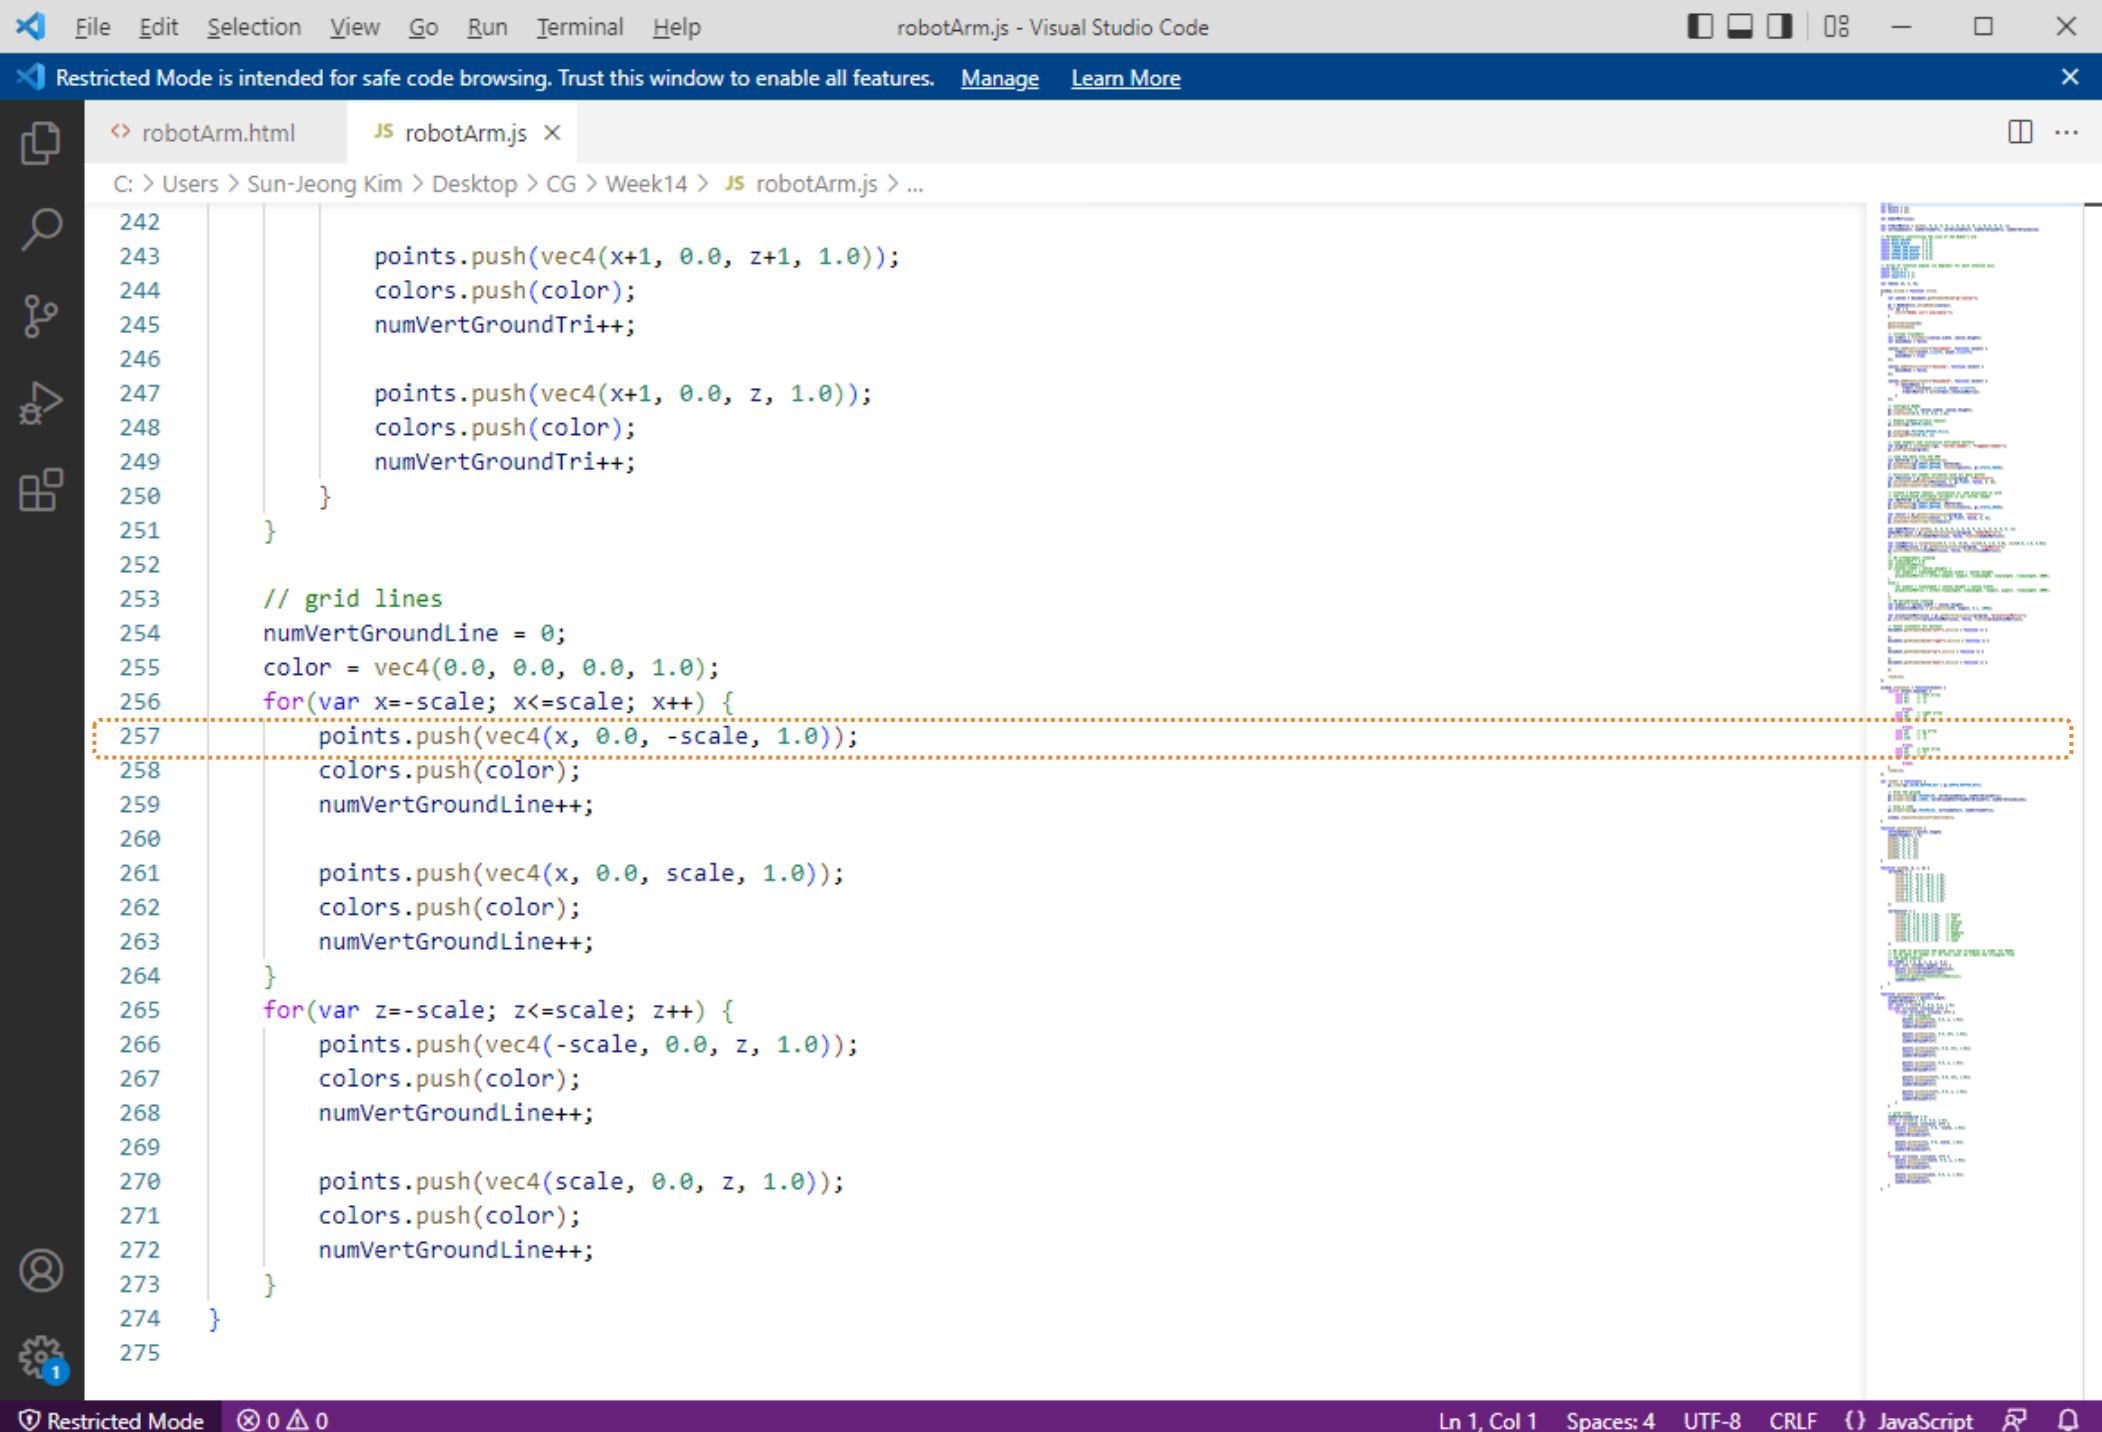 File Edit Selection View Go Run Terminal Help robotArm.js - Visual Studio Code
Restricted Mode is intended for safe code browsing. Trust this window to enable all features. Manage Learn More
<> robotArm.html JS robotArm.js
C: > Users > Sun-Jeong Kim > Desktop > CG > Week14 > JS robotArm.js > ...
242
243 points.push(vec4(x+1, 0.0, z+1, 1.0));
244 colors.push(color);
245 numVertGroundTri++;
246
247 points.push(vec4(x+1, 0.0, z, 1.0));
248 colors.push(color);
249 numVertGroundTri++;
250 }
251 }
252
253 // grid lines
254 numVertGroundLine = 0;
255 color = vec4(0.0, 0.0, 0.0, 1.0);
256 for(var x=-scale; x<=scale; x++) {
257 points.push(vec4(x, 0.0, -scale, 1.0));
258 colors.push(color);
259 numVertGroundLine++;
260
261 points.push(vec4(x, 0.0, scale, 1.0));
262 colors.push(color);
263 numVertGroundLine++;
264 }
265 for(var z=-scale; z<=scale; z++) {
266 points.push(vec4(-scale, 0.0, z, 1.0));
267 colors.push(color);
268 numVertGroundLine++;
269
270 points.push(vec4(scale, 0.0, z, 1.0));
271 colors.push(color);
272 numVertGroundLine++;
273 }
274 }
275
1
Restricted Mode 0 0 Ln 1, Col 1 Spaces: 4 UTF-8 CRLF {} JavaScript